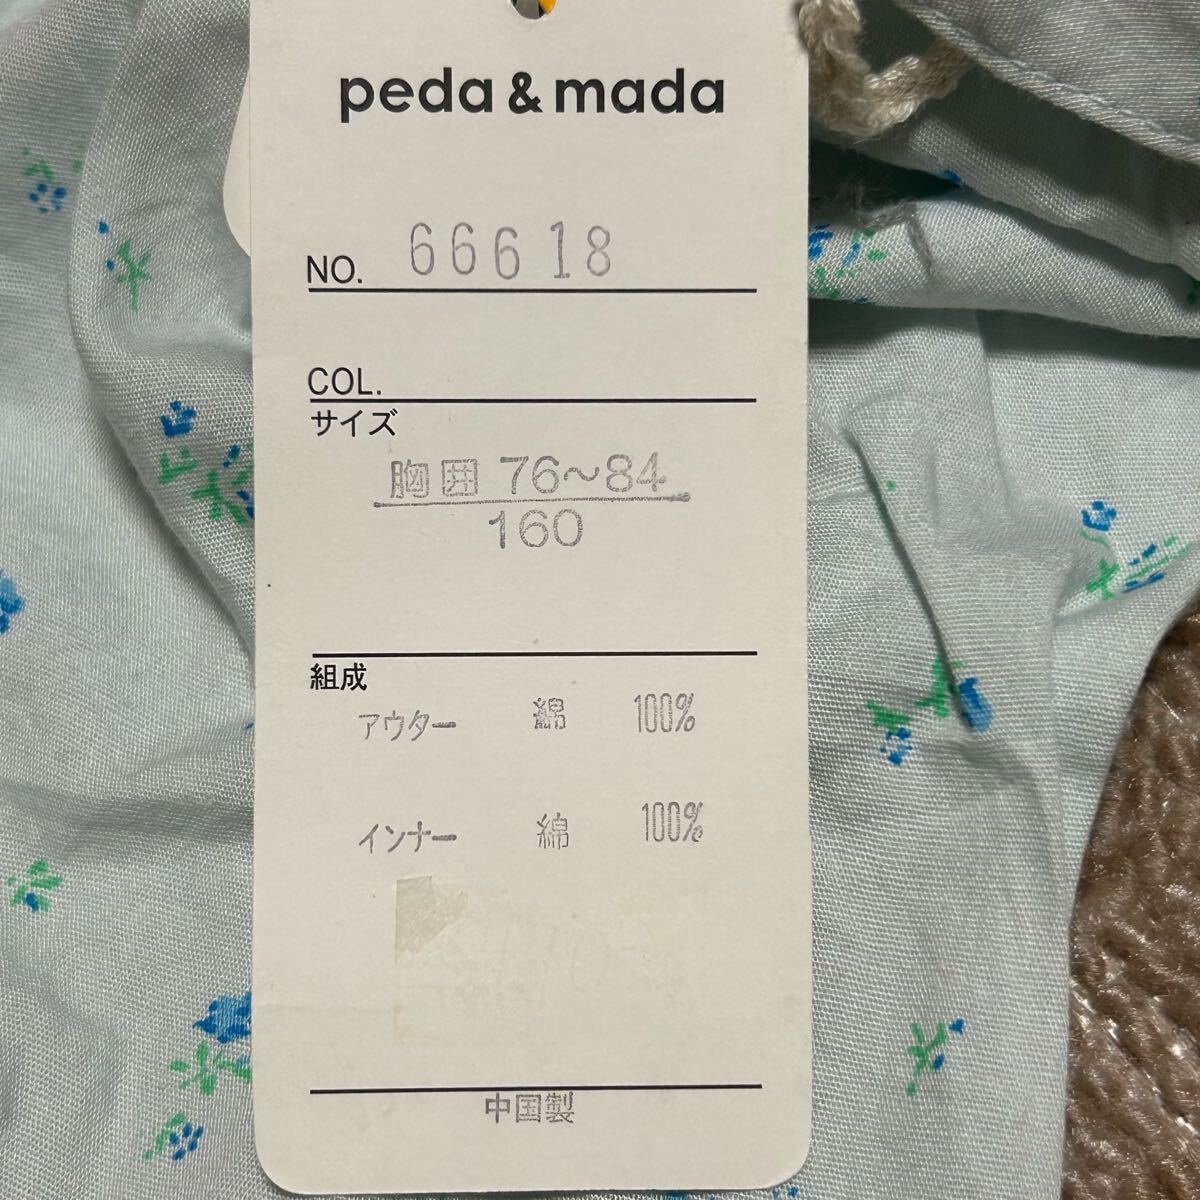 peda & mada
NO. 66618
COL.
サイズ
胸囲 76~84
160
組成
アウター 綿 100%
インナー 綿 100%
中国製